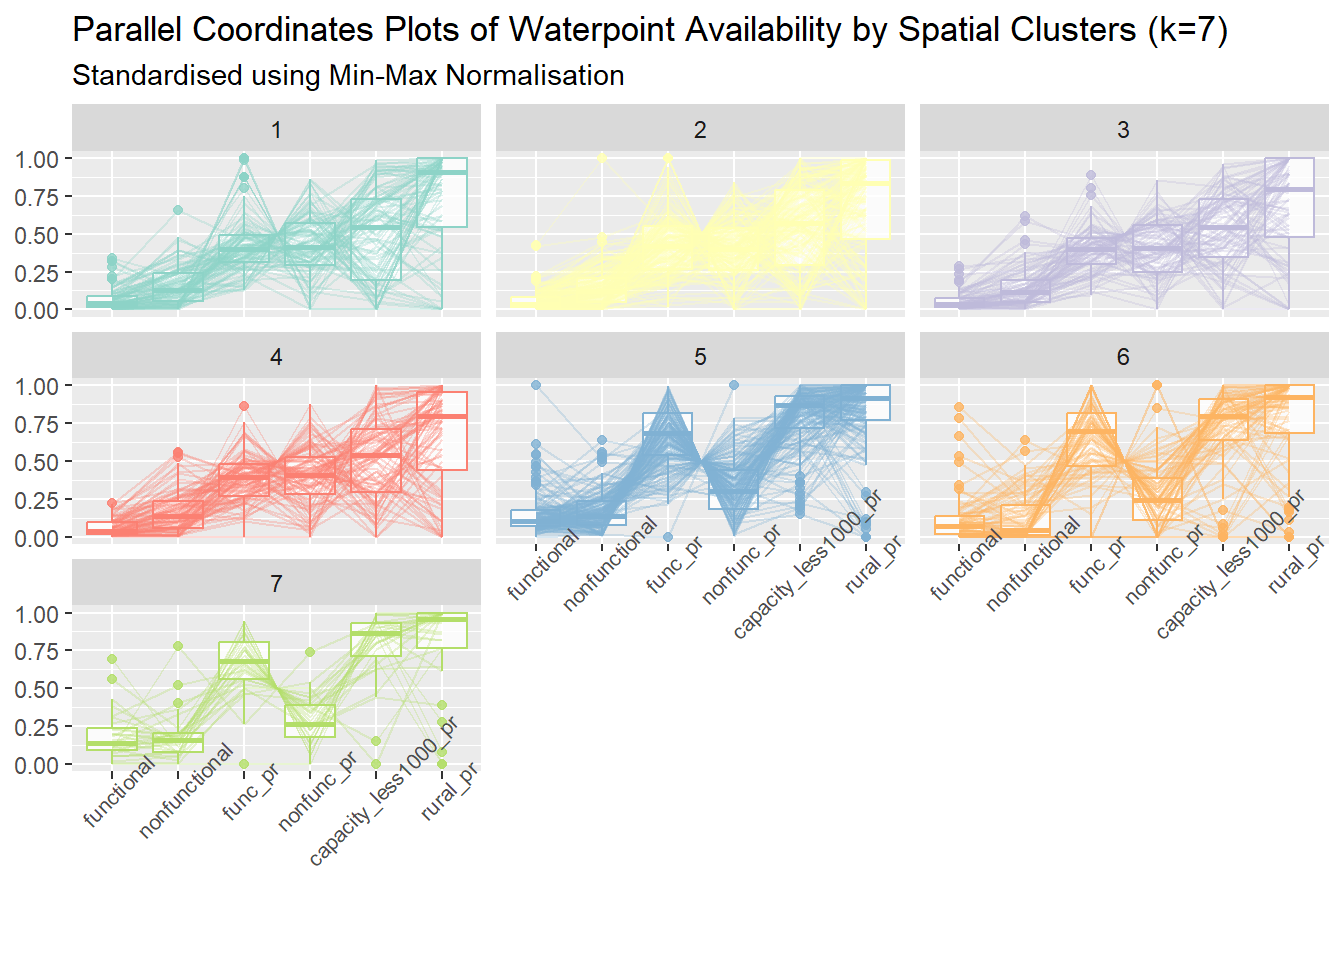 Parallel Coordinates Plots of Waterpoint Availability by Spatial Clusters (k=7)
Standardised using Min-Max Normalisation
1
2
3
1.00
0.75
0.50
0.25
0.00
4
5
6
1.00
0.75
0.50
0.25
0.00
functional
nonfunctional
func_pr
nonfunc_pr
capacity_less1000_pr
rural_pr
functional
nonfunctional
func_pr
nonfunc_pr
capacity_less1000_pr
rural_pr
7
1.00
0.75
0.50
0.25
0.00
functional
nonfunctional
func_pr
nonfunc_pr
capacity_less1000_pr
rural_pr